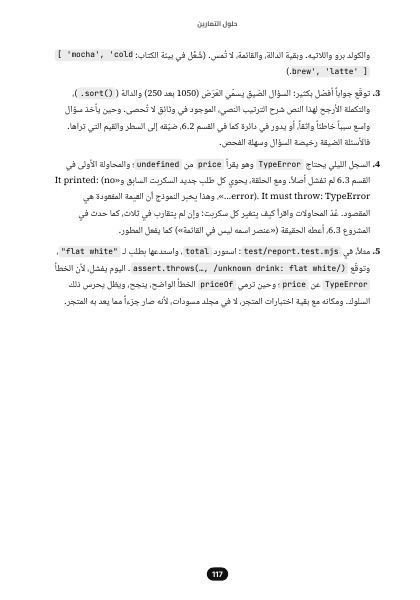 حلول التمارين
والكولد برو واللاتيه. وبقية الدالة، والقائمة، لا تُمس. (شغّل في بيئة الكتاب: [ 'mocha', 'cold
brew', 'latte' ].)
3. توقّع جواباً أفضل بكثير: السؤال الضيق يسمّي العَرَض (1050 بعد 250) والدالة (.sort())،
والتكملة الأرجح لهذا النص شرح الترتيب النصي، الموجود في وثائق لا تُحصى. وحين يأخذ سؤال
واسع سبباً خاطئاً واثقاً، أو يدور في دائرة كما في القسم 6.2، ضيّقه إلى السطر والقيم التي تراها.
فالأسئلة الضيقة رخيصة السؤال وسهلة الفحص.
4. السجل الليلي يحتاج TypeError وهو يقرأ price من undefined؛ والمحاولة الأولى في
القسم 6.3 لم تفشل أصلاً. ومع الحلقة، يحوي كل طلب جديد السكربت السابق و«It printed: (no
error). It must throw: TypeError...»، وهذا يخبر النموذج أن القيمة المفقودة هي
المقصود. عُدّ المحاولات واقرأ كيف يتغير كل سكربت؛ وإن لم يتقارب في ثلاث، كما حدث في
المشروع 6.3، أعطه الحقيقة («عنصر اسمه ليس في القائمة») كما يفعل المطور.
5. مثلاً، في test/report.test.mjs: استورد total، واستدعها بطلب لـ "flat white"،
وتوقّع assert.throws(…, /unknown drink: flat white/). اليوم يفشل، لأن الخطأ
TypeError عن price؛ وحين ترمي priceOf الخطأ الواضح، ينجح، ويظل يحرس ذلك
السلوك. ومكانه مع بقية اختبارات المتجر، لا في مجلد مسودات، لأنه صار جزءاً مما يعد به المتجر.
117